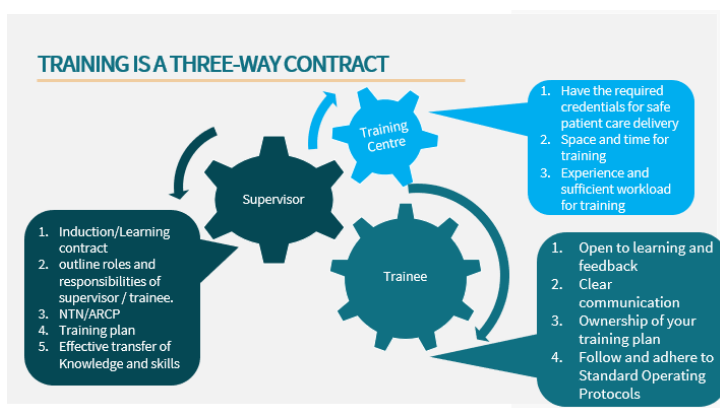 TRAINING IS A THREE-WAY CONTRACT
Training
Centre
1. Have the required
credentials for safe
patient care delivery
2. Space and time for
training
3. Experience and
sufficient workload
for training
Supervisor
1. Induction/Learning
contract
2. outline roles and
responsibilities of
supervisor / trainee.
3. NTN/ARCP
4. Training plan
5. Effective transfer of
Knowledge and skills
Trainee
1. Open to learning and
feedback
2. Clear
communication
3. Ownership of your
training plan
4. Follow and adhere to
Standard Operating
Protocols